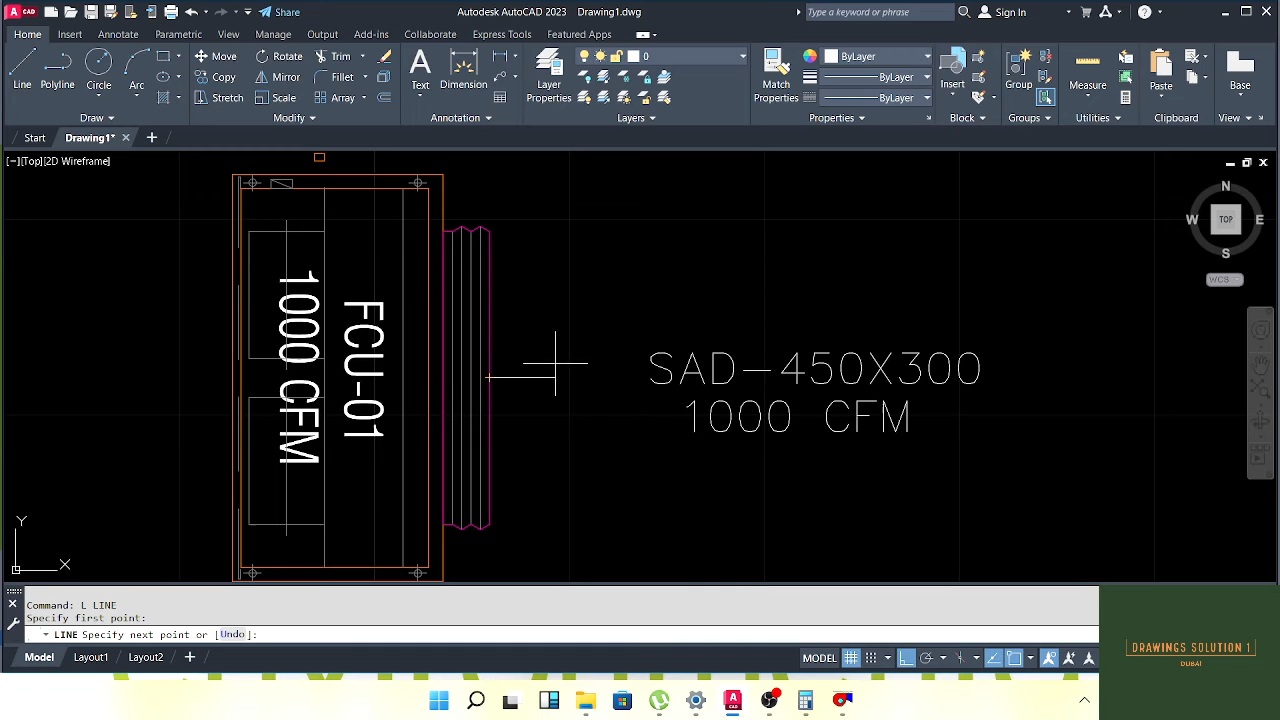 Share
Autodesk AutoCAD 2023 Drawing1.dwg
Type a keyword or phrase
Sign In
Home Insert Annotate Parametric View Manage Output Add-ins Collaborate Express Tools Featured Apps
Line
Polyline
Circle
Arc
Move
Copy
Stretch
Rotate
Mirror
Scale
Trim
Fillet
Array
Text
Dimension
Layer
Properties
0
Match
Properties
ByLayer
ByLayer
ByLayer
Insert
Group
Measure
Paste
Base
Draw
Modify
Annotation
Layers
Properties
Block
Groups
Utilities
Clipboard
View
Start
Drawing1*
[−][Top][2D Wireframe]
N
W
TOP
E
S
WCS
FCU-01
1000 CFM
SAD-450X300
1000 CFM
Y
X
Command: L LINE
Specify first point:
LINE Specify next point or [Undo]:
Model Layout1 Layout2
MODEL
DRAWINGS SOLUTION 1
DUBAI